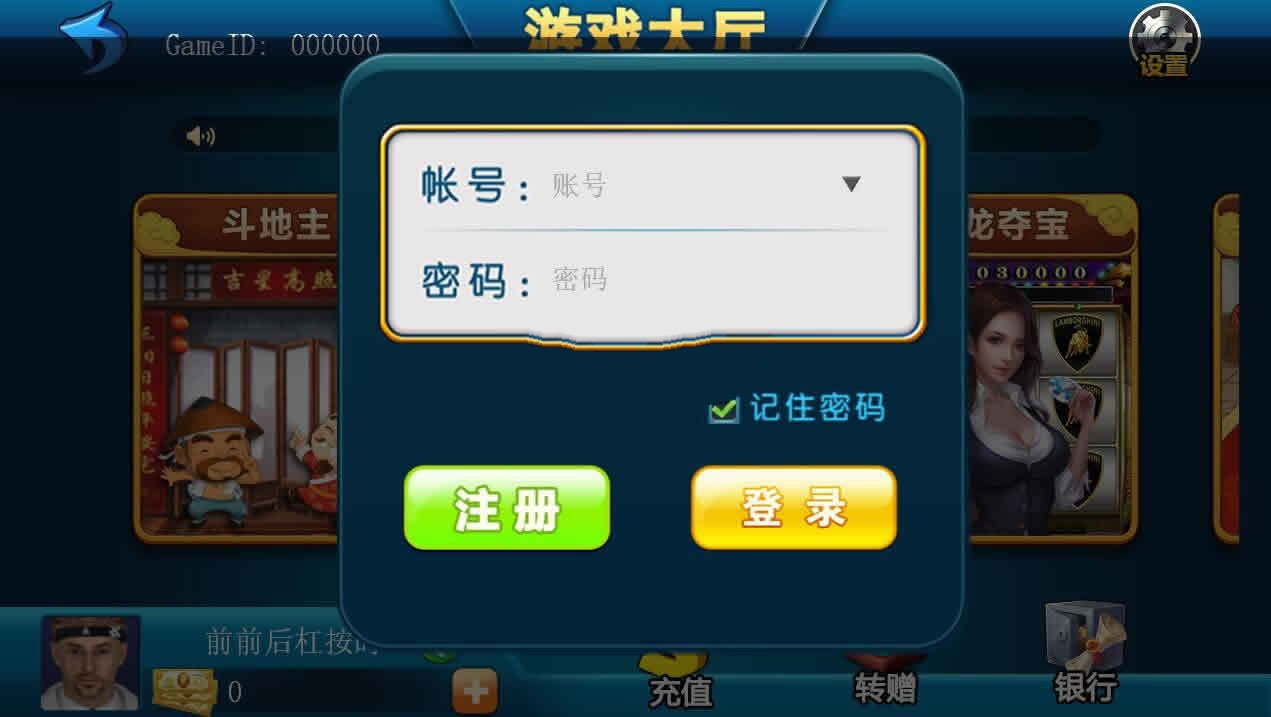 游戏大厅
GameID: 000000
设置
帐号：
账号
密码：
密码
斗地主
龙夺宝
吉星高照
030000
LAMBORGHINI
记住密码
注册
登录
前前后杠按时
0
充值
转赠
银行